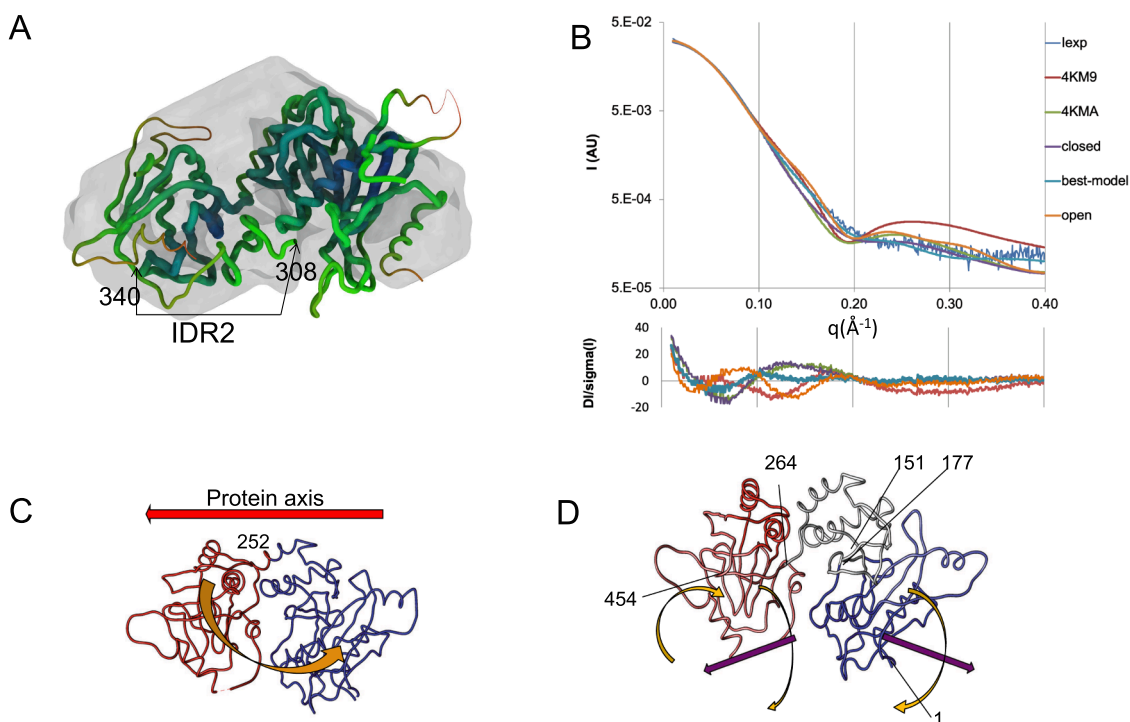 A
340
308
IDR2
B
5.E-02
5.E-03
5.E-04
5.E-05
I (AU)
0.00 0.10 0.20 0.30 0.40
q(Å⁻¹)
Iexp
4KM9
4KMA
closed
best-model
open
40
20
0
-20
DI/sigma(I)
C
Protein axis
252
D
264 151 177
454
1